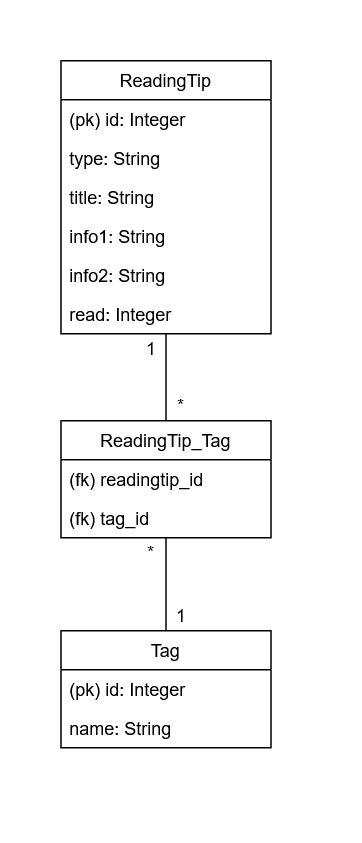 ReadingTip
(pk) id: Integer
type: String
title: String
info1: String
info2: String
read: Integer
1
*
ReadingTip_Tag
(fk) readingtip_id
(fk) tag_id
*
1
Tag
(pk) id: Integer
name: String